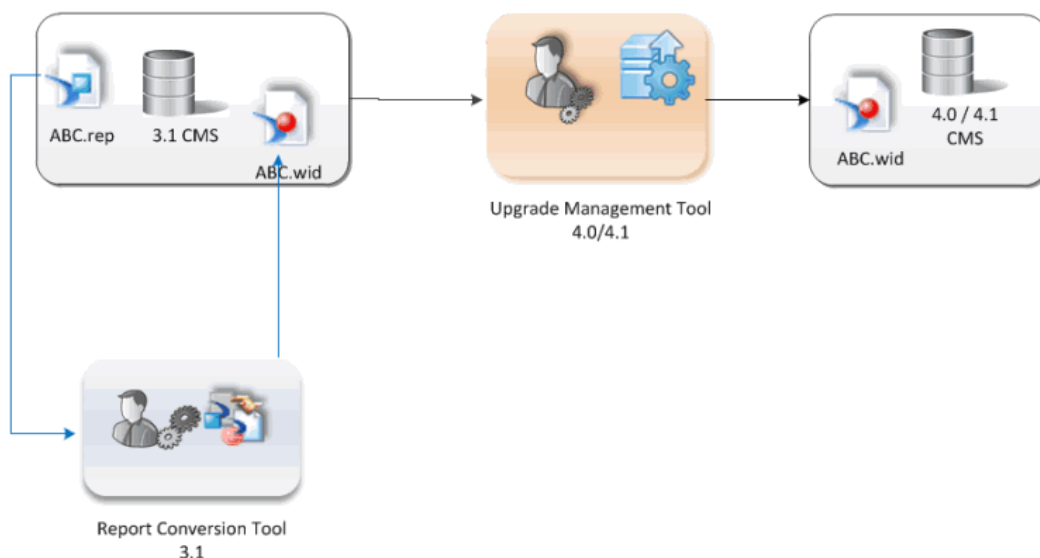 ABC.rep
3.1 CMS
ABC.wid
Upgrade Management Tool
4.0/4.1
ABC.wid
4.0 / 4.1
CMS
Report Conversion Tool
3.1